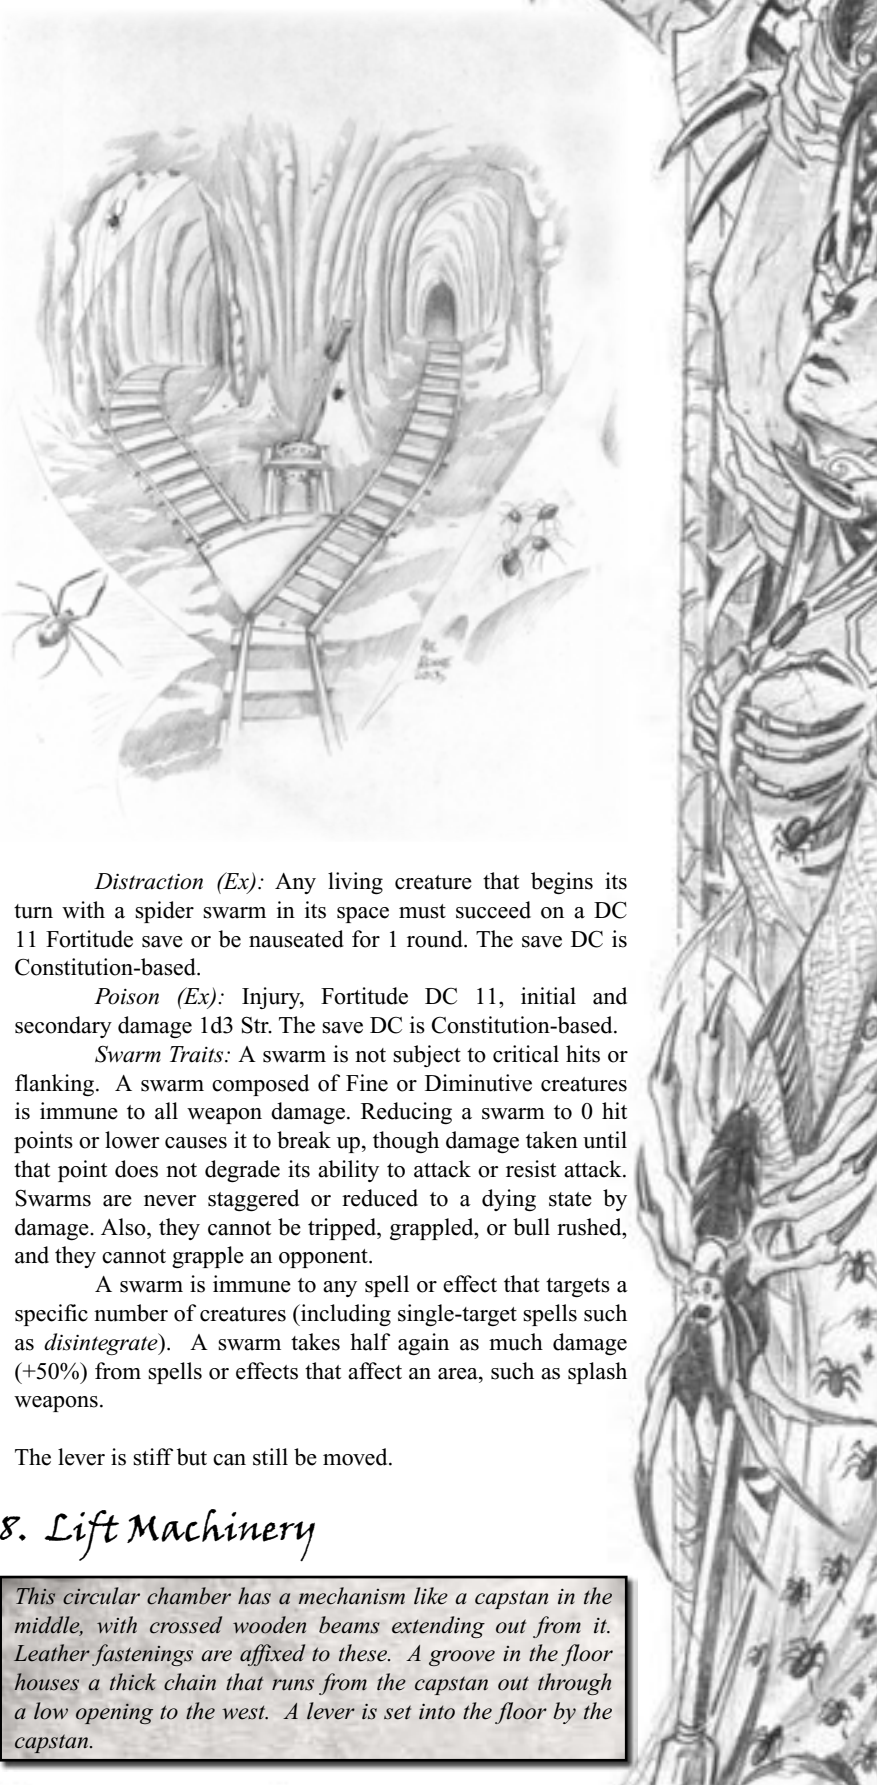 Distraction (Ex): Any living creature that begins its
turn with a spider swarm in its space must succeed on a DC
11 Fortitude save or be nauseated for 1 round. The save DC is
Constitution-based.
Poison (Ex): Injury, Fortitude DC 11, initial and
secondary damage 1d3 Str. The save DC is Constitution-based.
Swarm Traits: A swarm is not subject to critical hits or
flanking. A swarm composed of Fine or Diminutive creatures
is immune to all weapon damage. Reducing a swarm to 0 hit
points or lower causes it to break up, though damage taken until
that point does not degrade its ability to attack or resist attack.
Swarms are never staggered or reduced to a dying state by
damage. Also, they cannot be tripped, grappled, or bull rushed,
and they cannot grapple an opponent.
A swarm is immune to any spell or effect that targets a
specific number of creatures (including single-target spells such
as disintegrate). A swarm takes half again as much damage
(+50%) from spells or effects that affect an area, such as splash
weapons.
The lever is stiff but can still be moved.
8. Lift Machinery
This circular chamber has a mechanism like a capstan in the
middle, with crossed wooden beams extending out from it.
Leather fastenings are affixed to these. A groove in the floor
houses a thick chain that runs from the capstan out through
a low opening to the west. A lever is set into the floor by the
capstan.